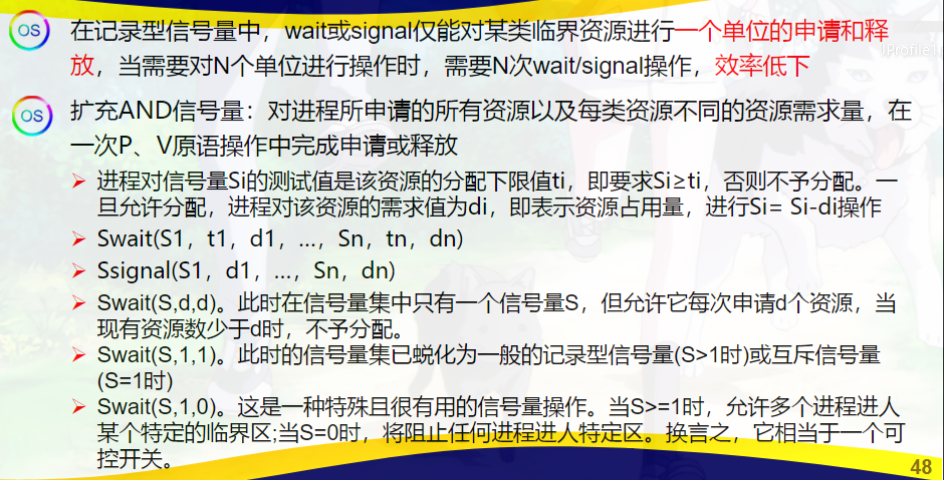 OS 在记录型信号量中，wait或signal仅能对某类临界资源进行一个单位的申请和释
放，当需要对N个单位进行操作时，需要N次wait/signal操作，效率低下
OS 扩充AND信号量：对进程所申请的所有资源以及每类资源不同的资源需求量，在
一次P、V原语操作中完成申请或释放
➤ 进程对信号量Si的测试值是该资源的分配下限值ti，即要求Si≥ti，否则不予分配。一
旦允许分配，进程对该资源的需求值为di，即表示资源占用量，进行Si= Si-di操作
➤ Swait(S1，t1，d1，...，Sn，tn，dn)
➤ Ssignal(S1，d1，...，Sn，dn)
➤ Swait(S,d,d)。此时在信号量集中只有一个信号量S，但允许它每次申请d个资源，当
现有资源数少于d时，不予分配。
➤ Swait(S,1,1)。此时的信号量集已蜕化为一般的记录型信号量(S>1时)或互斥信号量
(S=1时)
➤ Swait(S,1,0)。这是一种特殊且很有用的信号量操作。当S>=1时，允许多个进程进人
某个特定的临界区;当S=0时，将阻止任何进程进人特定区。换言之，它相当于一个可
控开关。
48